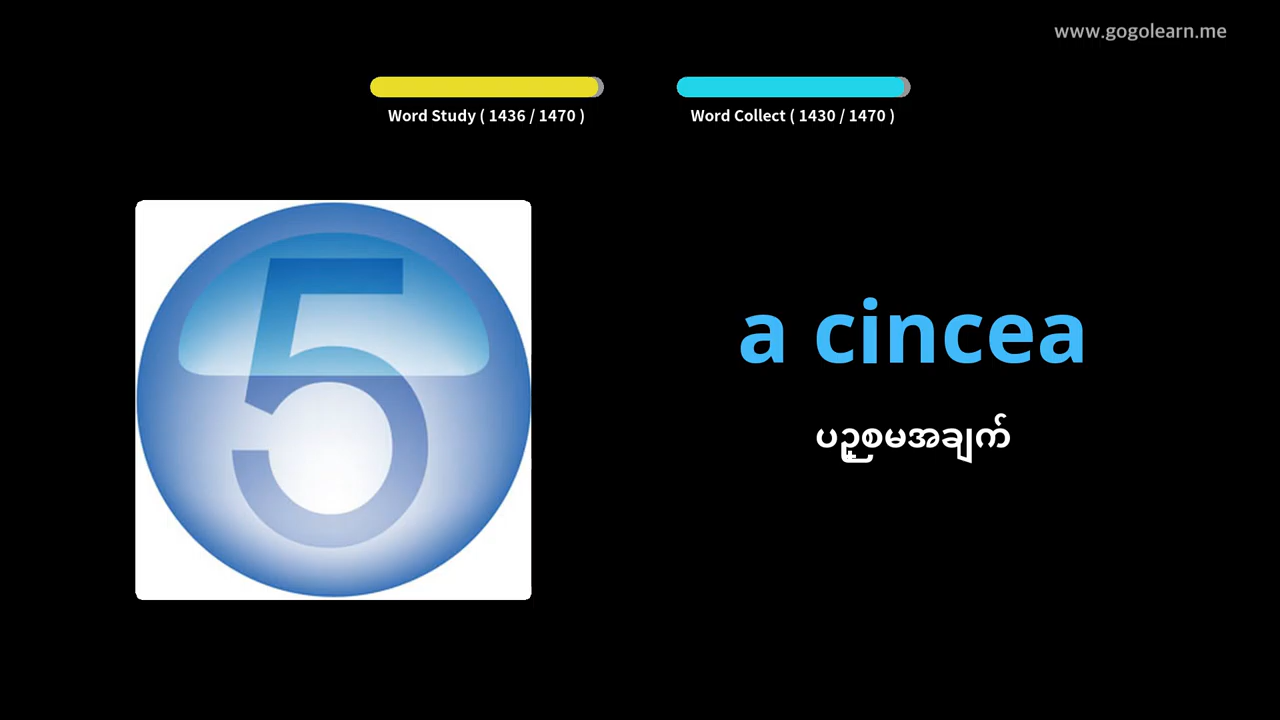 www.gogolearn.me
Word Study ( 1436 / 1470 )
Word Collect ( 1430 / 1470 )
5
a cincea
ပဉ္စမအချက်